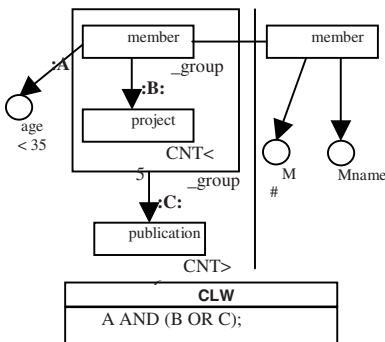 member
member
:A
_group
:B:
age
< 35
project
CNT<
5
_group
M
#
Mname
:C:
publication
CNT>
CLW
A AND (B OR C);